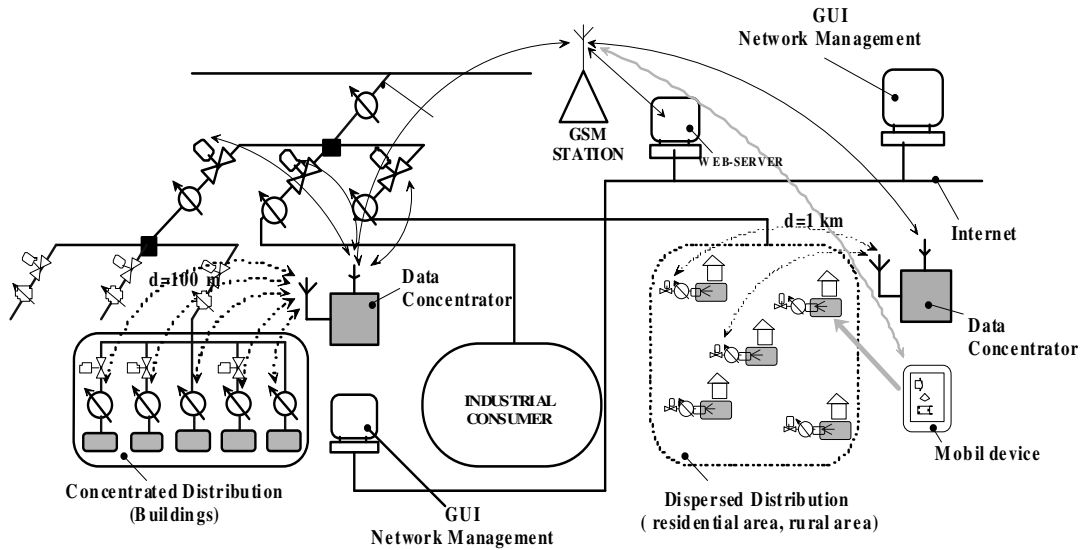 GUI
Network Management
GSM
STATION
WEB-SERVER
d=1 km
Internet
d=100 m
Data
Concentrator
Data
Concentrator
INDUSTRIAL
CONSUMER
Mobil device
Concentrated Distribution
(Buildings)
GUI
Network Management
Dispersed Distribution
( residential area, rural area)